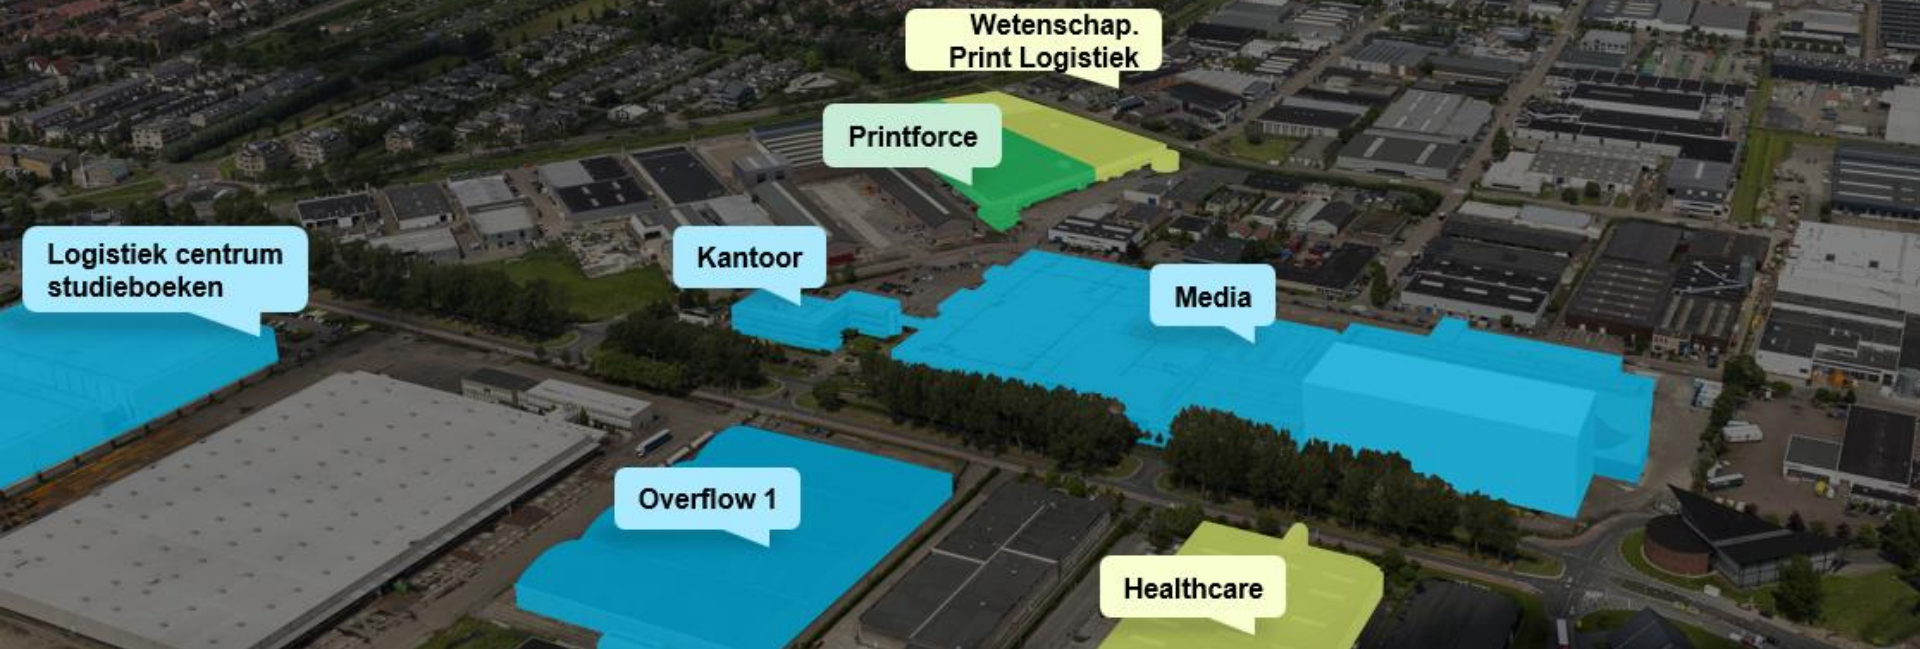 Wetenschap.
Print Logistiek
Printforce
Logistiek centrum
studieboeken
Kantoor
Media
Overflow 1
Healthcare